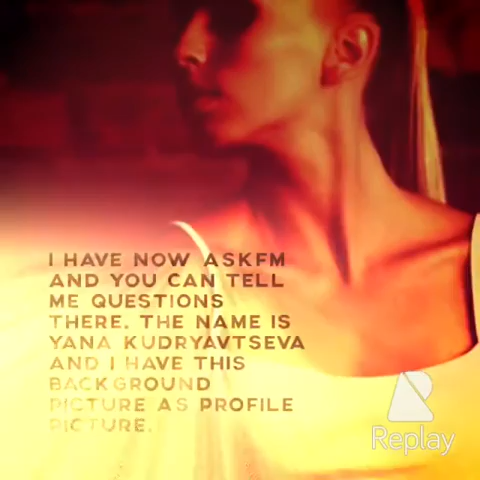 I HAVE NOW ASKFM
AND YOU CAN TELL
ME QUESTIONS
THERE. THE NAME IS
YANA KUDRYAVTSEVA
AND I HAVE THIS
BACKGROUND
PICTURE AS PROFILE
PICTURE.
Replay